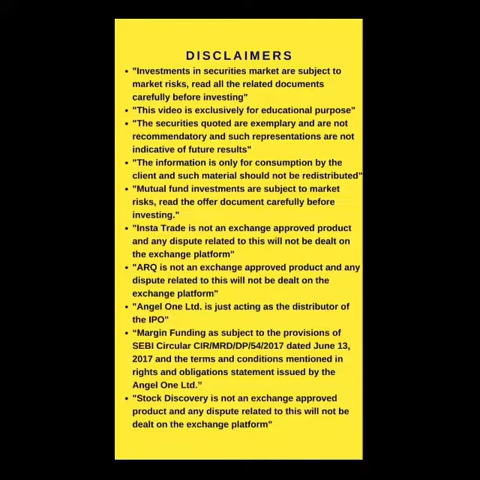 DISCLAIMERS
• "Investments in securities market are subject to
market risks, read all the related documents
carefully before investing"
• "This video is exclusively for educational purpose"
• "The securities quoted are exemplary and are not
recommendatory and such representations are not
indicative of future results"
• "The information is only for consumption by the
client and such material should not be redistributed"
• "Mutual fund investments are subject to market
risks, read the offer document carefully before
investing."
• "Insta Trade is not an exchange approved product
and any dispute related to this will not be dealt on
the exchange platform"
• "ARQ is not an exchange approved product and any
dispute related to this will not be dealt on the
exchange platform"
• "Angel One Ltd. is just acting as the distributor of
the IPO"
• “Margin Funding as subject to the provisions of
SEBI Circular CIR/MRD/DP/54/2017 dated June 13,
2017 and the terms and conditions mentioned in
rights and obligations statement issued by the
Angel One Ltd.”
• "Stock Discovery is not an exchange approved
product and any dispute related to this will not be
dealt on the exchange platform"